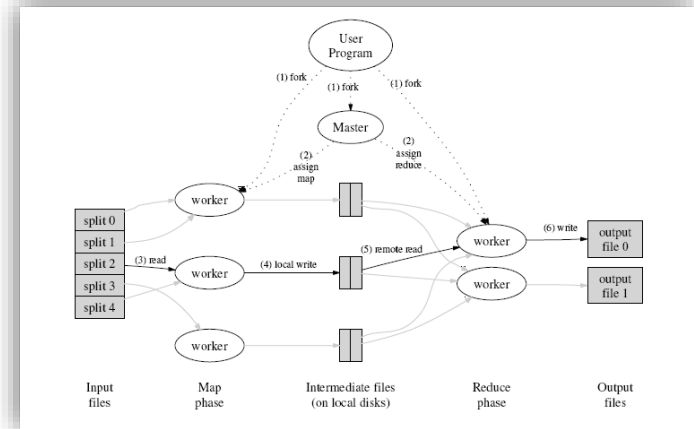 User
Program
(1) fork
(1) fork
(1) fork
Master
(2)
assign
map
(2)
assign
reduce
worker
split 0
split 1
split 2
split 3
split 4
(3) read
worker
(4) local write
(5) remote read
worker
(6) write
output
file 0
worker
output
file 1
worker
Input
files
Map
phase
Intermediate files
(on local disks)
Reduce
phase
Output
files